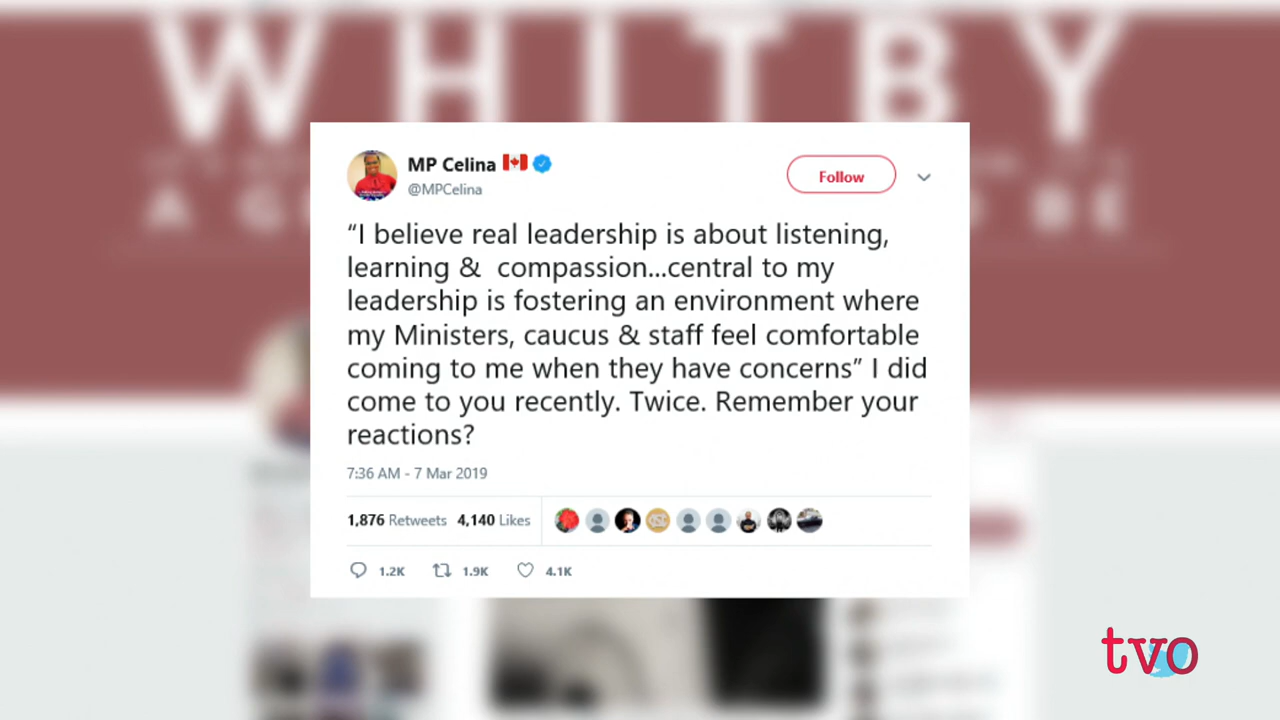 WHITBY
MP Celina
@MPCelina
Follow
“I believe real leadership is about listening,
learning & compassion...central to my
leadership is fostering an environment where
my Ministers, caucus & staff feel comfortable
coming to me when they have concerns” I did
come to you recently. Twice. Remember your
reactions?
7:36 AM - 7 Mar 2019
1,876 Retweets 4,140 Likes
1.2K 1.9K 4.1K
tvo